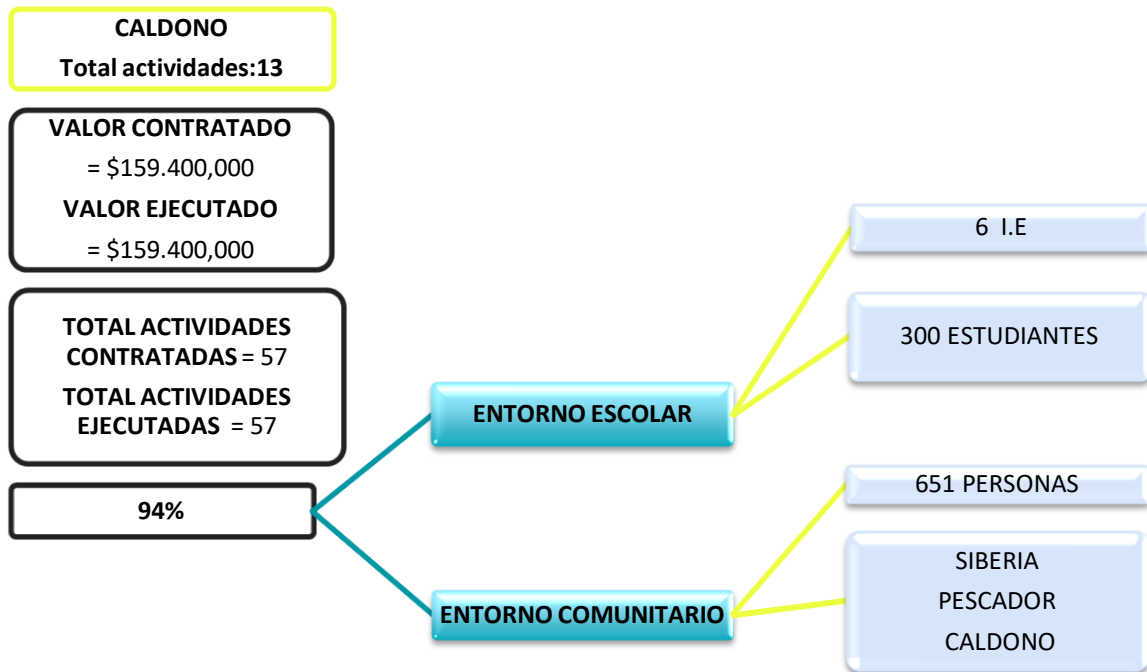 CALDONO
Total actividades:13
VALOR CONTRATADO
= $159.400,000
VALOR EJECUTADO
= $159.400,000
TOTAL ACTIVIDADES
CONTRATADAS = 57
TOTAL ACTIVIDADES
EJECUTADAS = 57
94%
ENTORNO ESCOLAR
6 I.E
300 ESTUDIANTES
ENTORNO COMUNITARIO
651 PERSONAS
SIBERIA
PESCADOR
CALDONO